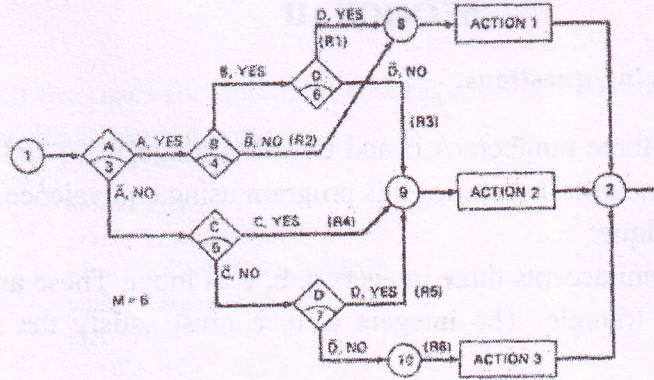 D, YES
8
ACTION 1
(R1)
B, YES
D
6
D̄, NO
1
A
3
A, YES
B
4
B̄, NO (R2)
(R3)
Ā, NO
9
ACTION 2
2
C
5
C, YES
(R4)
C̄, NO
M = 6
D
7
D, YES
(R5)
D̄, NO
10
(R6)
ACTION 3